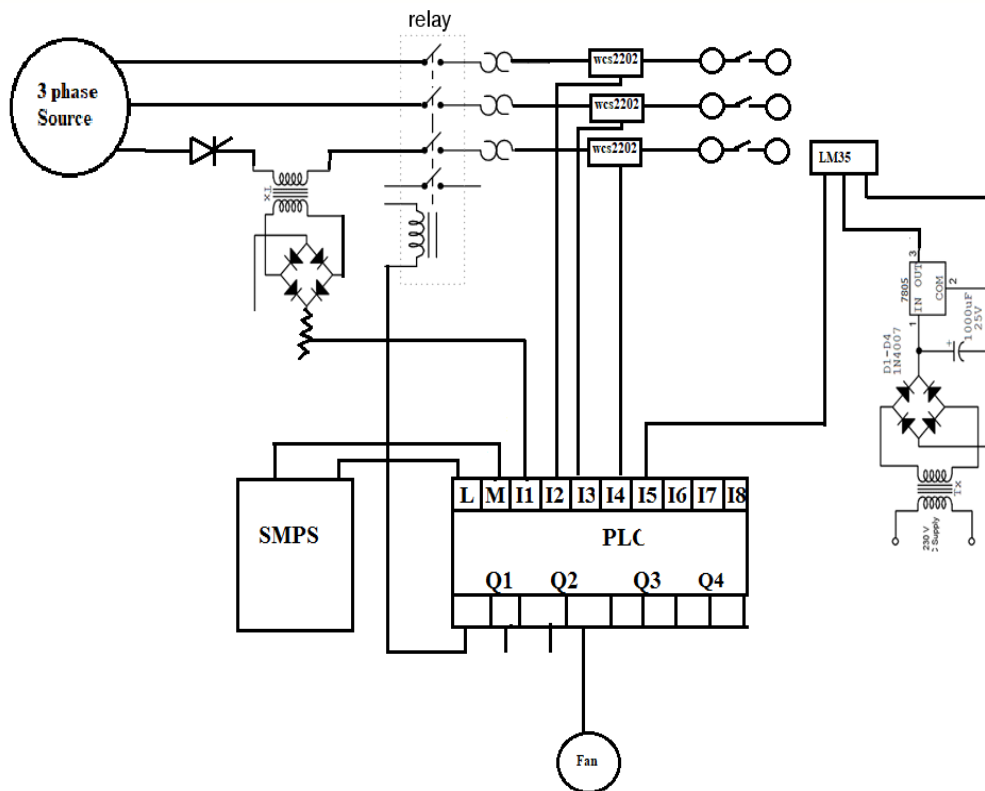 relay
3 phase
Source
wcs2202
wcs2202
wcs2202
LM35
TX
3
IN OUT
7805
COM
2
1
+
1000uF
25V
D1-D4
1N4007
TX
230 V
C Supply
L M I1 I2 I3 I4 I5 I6 I7 I8
SMPS
PLC
Q1 Q2 Q3 Q4
Fan